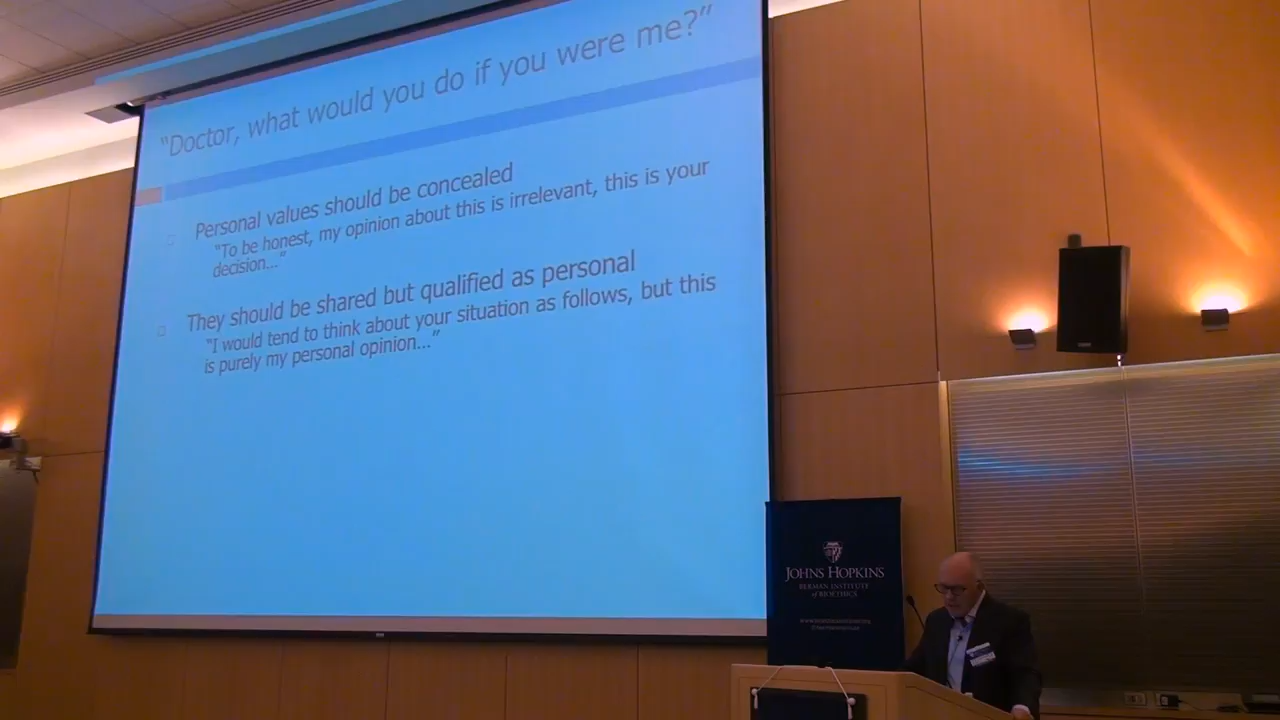 “Doctor, what would you do if you were me?”
Personal values should be concealed
“To be honest, my opinion about this is irrelevant, this is your
decision...”
They should be shared but qualified as personal
“I would tend to think about your situation as follows, but this
is purely my personal opinion...”
JOHNS HOPKINS
BERMAN INSTITUTE
of BIOETHICS